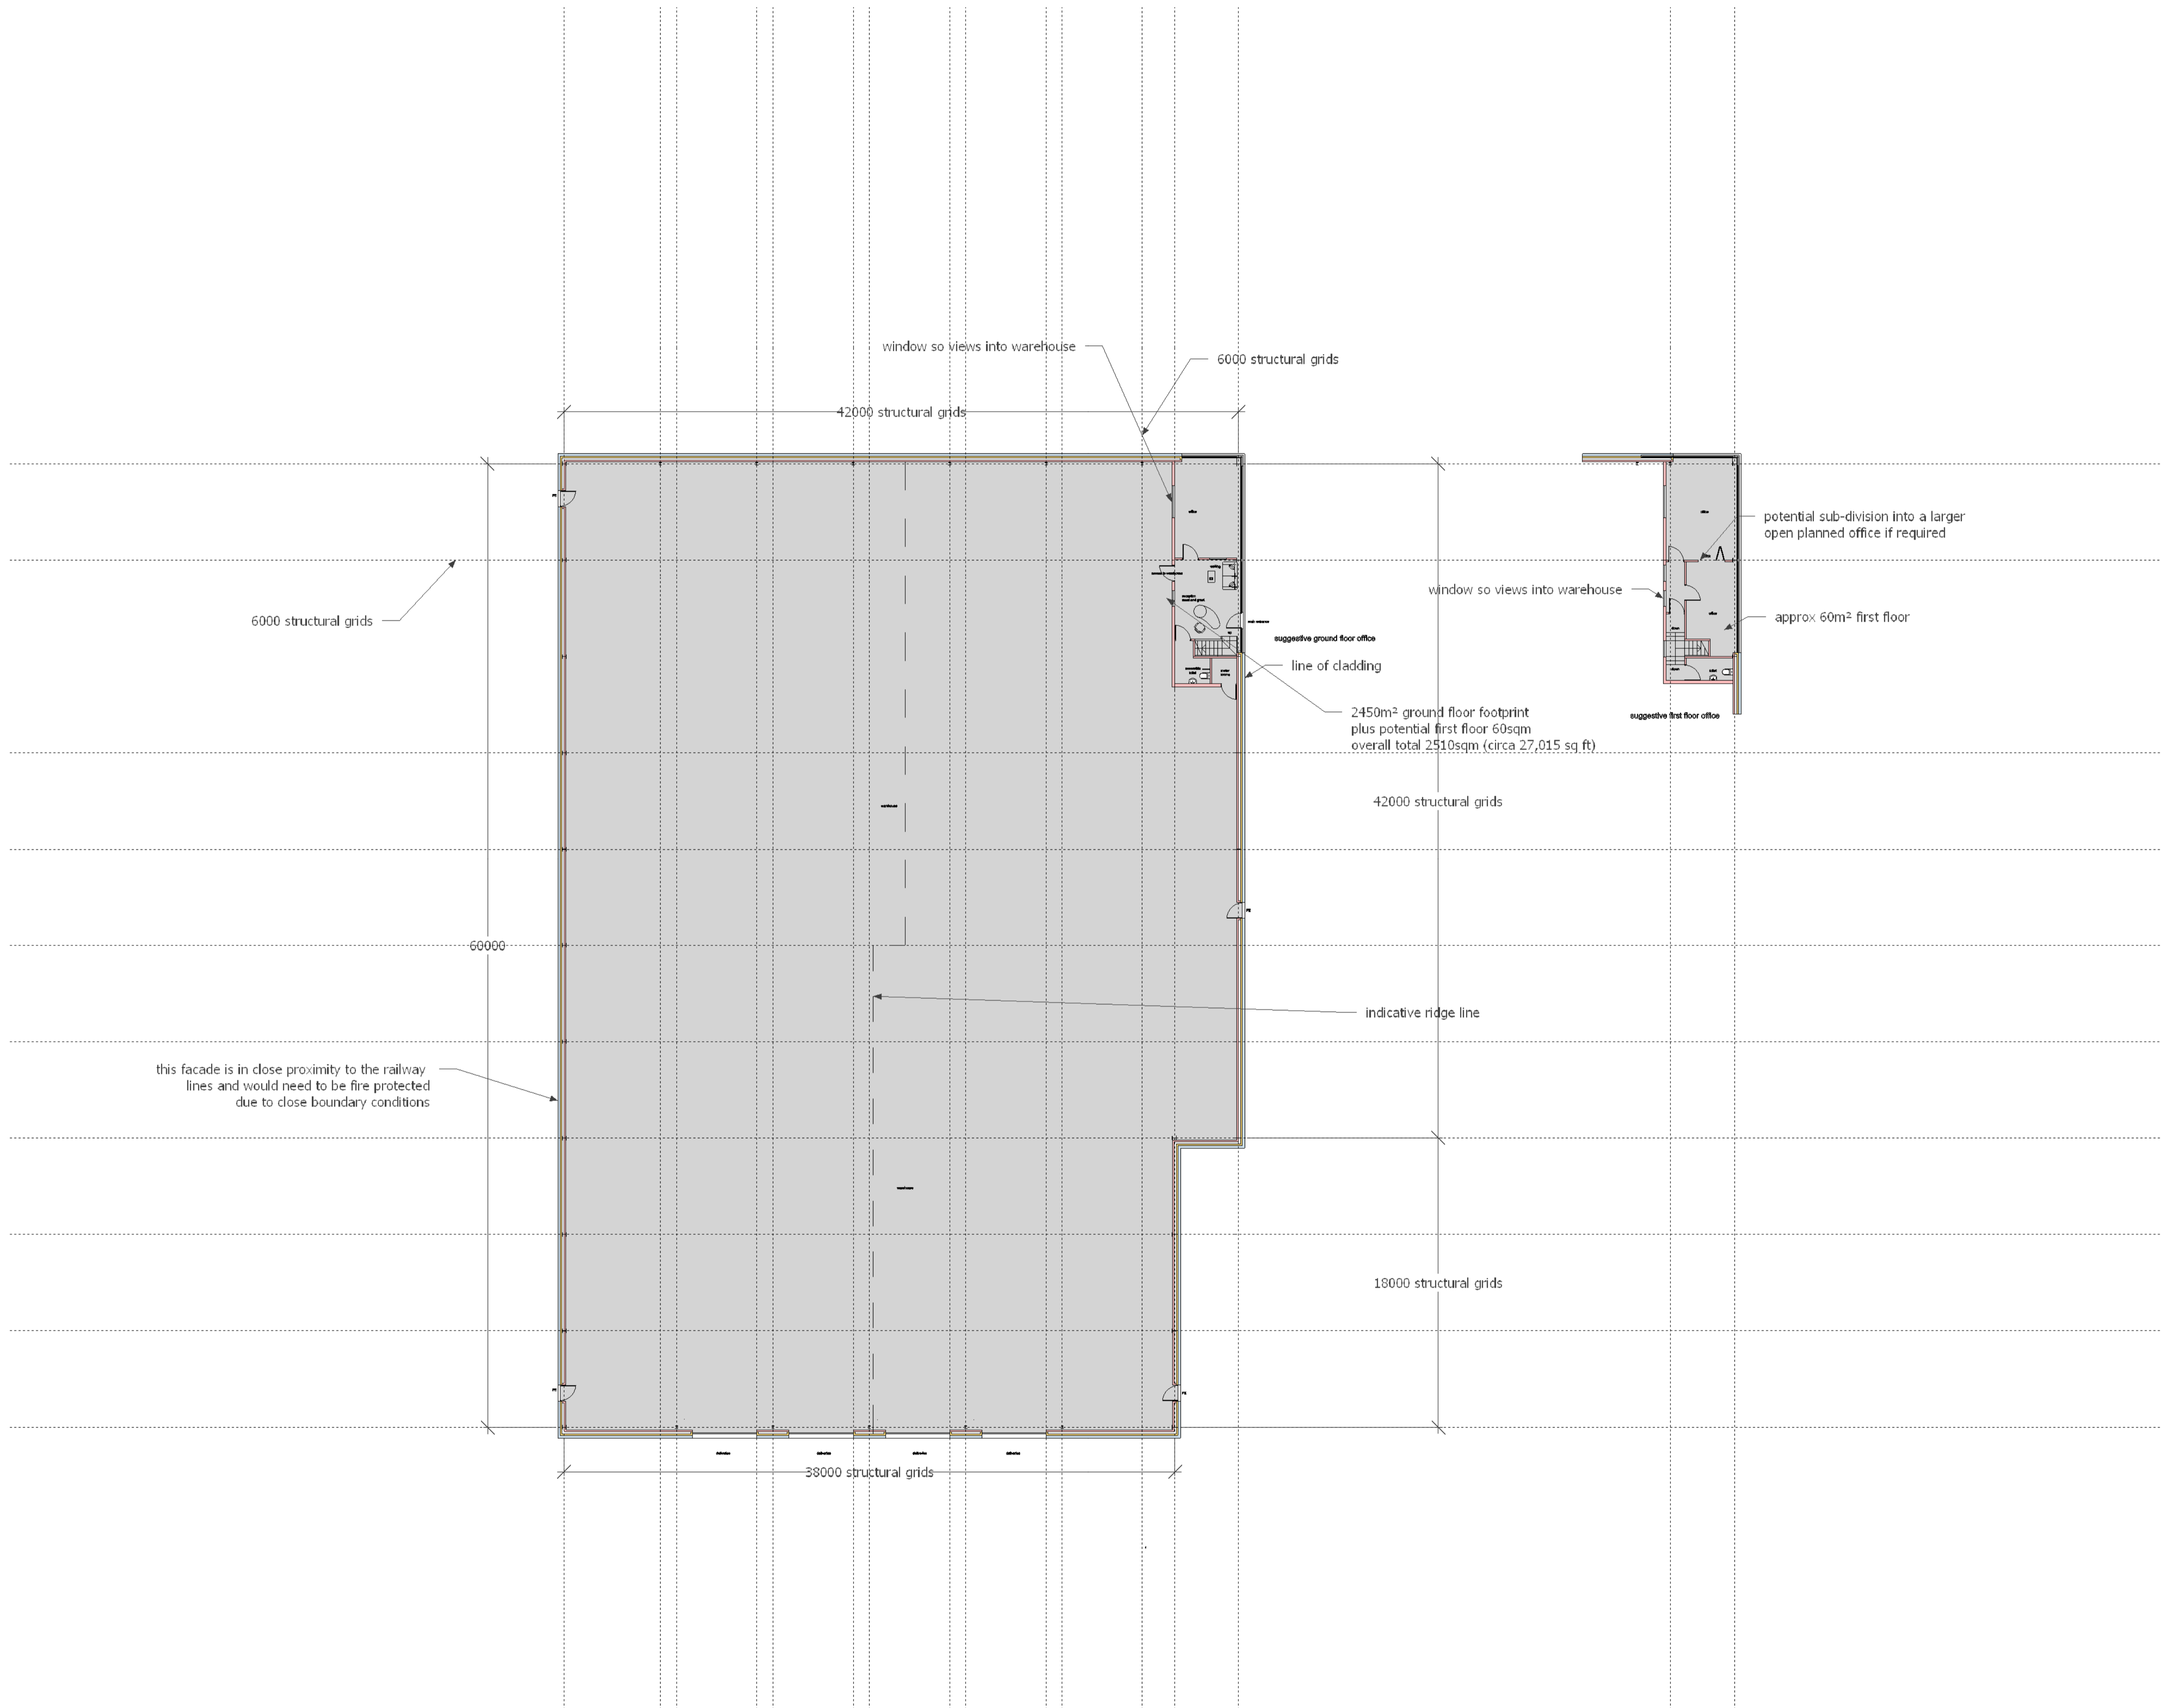 window so views into warehouse
6000 structural grids
42000 structural grids
office
potential sub-division into a larger
open planned office if required
office
6000 structural grids
window so views into warehouse
office
approx 60m² first floor
suggestive ground floor office
line of cladding
2450m² ground floor footprint
plus potential first floor 60sqm
overall total 2510sqm (circa 27,015 sq ft)
suggestive first floor office
warehouse
42000 structural grids
60000
indicative ridge line
this facade is in close proximity to the railway
lines and would need to be fire protected
due to close boundary conditions
warehouse
18000 structural grids
38000 structural grids